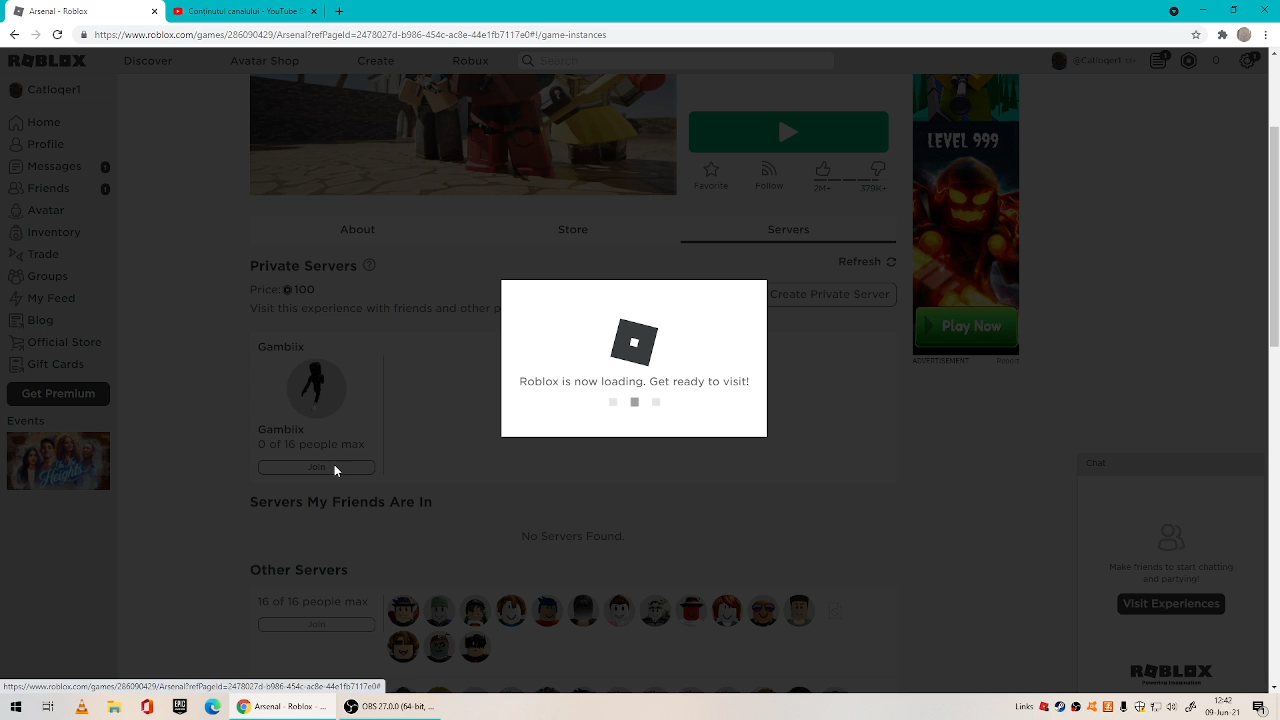 Arsenal - Roblox
Conținutul canalului - YouTube S
https://www.roblox.com/games/286090429/Arsenal?refPageId=2478027d-b986-454c-ac8e-44e1fb7117e0#!/game-instances
ROBLOX
Discover
Avatar Shop
Create
Robux
Search
@Catloqer1
0
Catloqer1
Home
Profile
Messages
1
Friends
1
Avatar
Inventory
Trade
Groups
My Feed
Blog
Official Store
Gift Cards
Get Premium
Events
Favorite
Follow
2M+
379K+
LEVEL 999
Play Now
ADVERTISEMENT
Report
About
Store
Servers
Private Servers
Refresh
Price: 100
Create Private Server
Visit this experience with friends and other p
Roblox is now loading. Get ready to visit!
Gambiix
Gambiix
0 of 16 people max
Join
Servers My Friends Are In
No Servers Found.
Other Servers
16 of 16 people max
Join
Chat
Make friends to start chatting
and partying!
Visit Experiences
ROBLOX
Powering Imagination
https://www.roblox.com/games/286090429/Arsenal?refPageId=2478027d-b986-454c-ac8e-44e1fb7117e0#
Arsenal - Roblox - ...
OBS 27.0.0 (64 bit, ...
Links
12:42
09-Jun-21